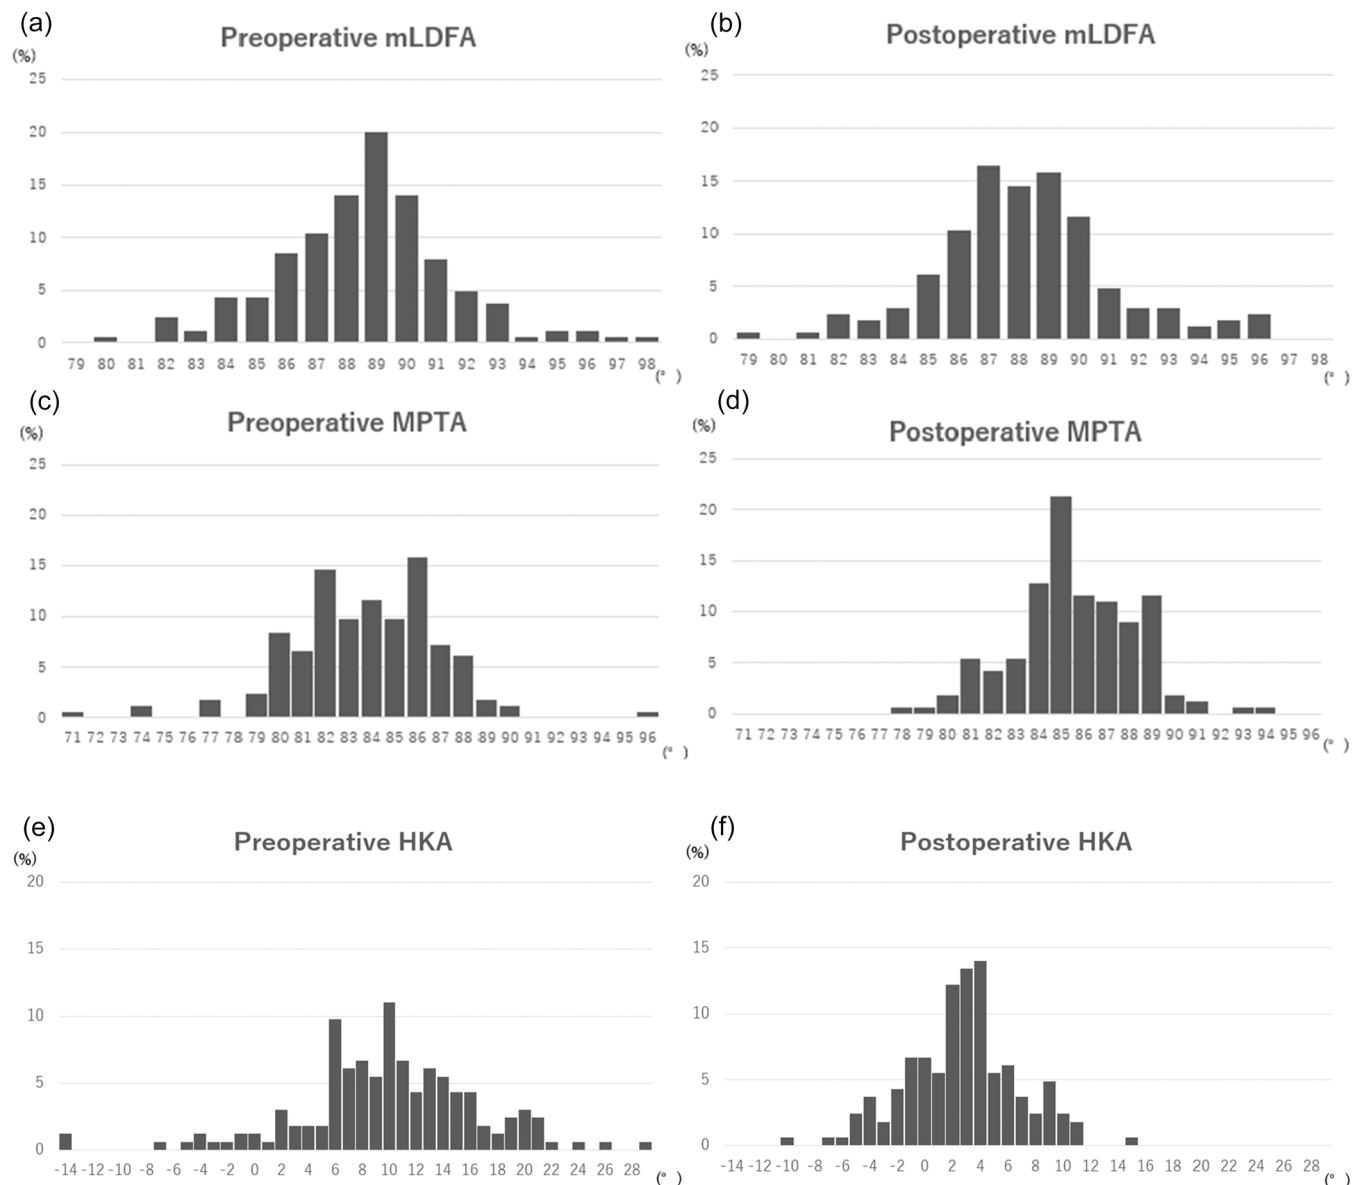 (a)
Preoperative mLDFA
(%)
25
20
15
10
5
0
79 80 81 82 83 84 85 86 87 88 89 90 91 92 93 94 95 96 97 98
(° )
(b)
Postoperative mLDFA
(%)
25
20
15
10
5
0
79 80 81 82 83 84 85 86 87 88 89 90 91 92 93 94 95 96 97 98
(° )
(c)
Preoperative MPTA
(%)
25
20
15
10
5
0
71 72 73 74 75 76 77 78 79 80 81 82 83 84 85 86 87 88 89 90 91 92 93 94 95 96
(° )
(d)
Postoperative MPTA
(%)
25
20
15
10
5
0
71 72 73 74 75 76 77 78 79 80 81 82 83 84 85 86 87 88 89 90 91 92 93 94 95 96
(° )
(e)
Preoperative HKA
(%)
20
15
10
5
0
-14 -12 -10 -8 -6 -4 -2 0 2 4 6 8 10 12 14 16 18 20 22 24 26 28
(° )
(f)
Postoperative HKA
(%)
20
15
10
5
0
-14 -12 -10 -8 -6 -4 -2 0 2 4 6 8 10 12 14 16 18 20 22 24 26 28
(° )